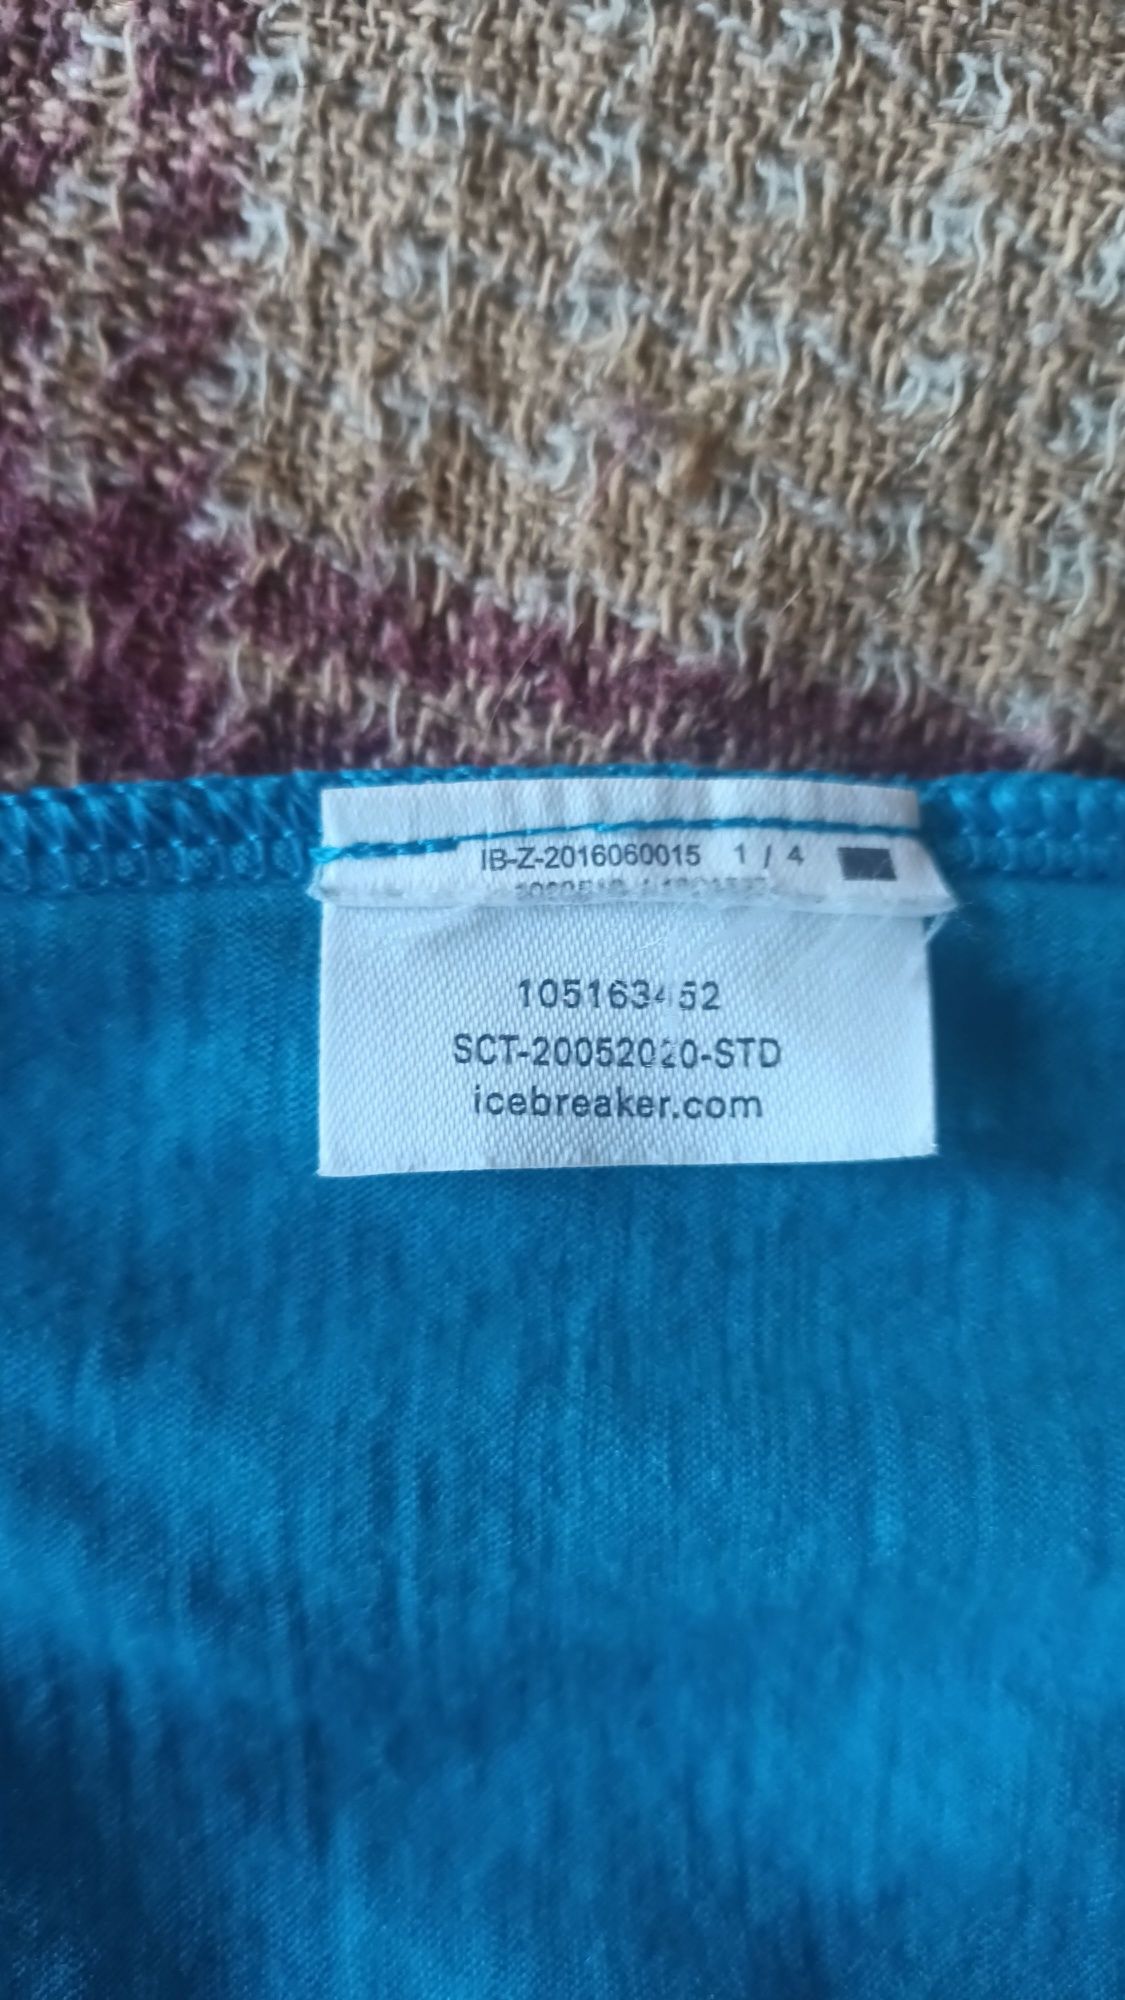 IB-Z-2016060015 1 / 4
105163452
SCT-20052020-STD
icebreaker.com